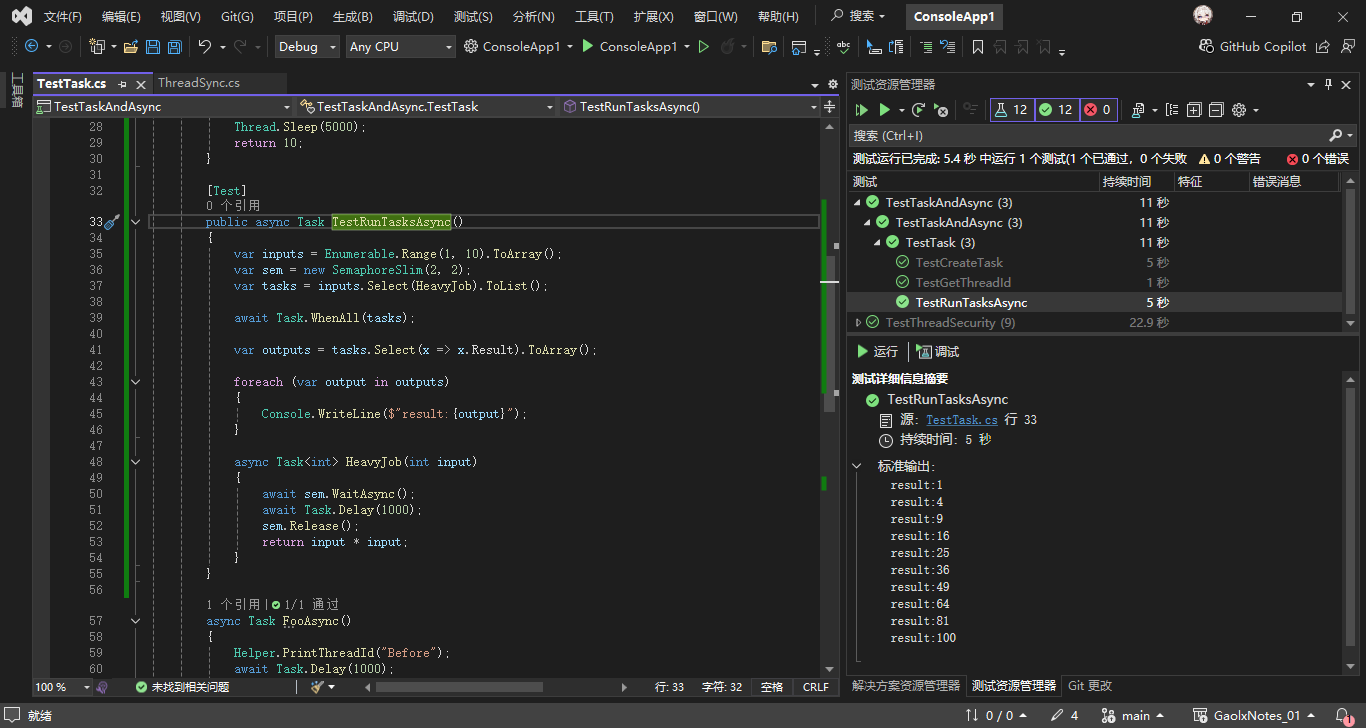 文件(F) 编辑(E) 视图(V) Git(G) 项目(P) 生成(B) 调试(D) 测试(S) 分析(N) 工具(T) 扩展(X) 窗口(W) 帮助(H) 搜索 ConsoleApp1
Debug Any CPU ConsoleApp1 ConsoleApp1 GitHub Copilot
工具箱
TestTask.cs ThreadSync.cs
TestTaskAndAsync TestTaskAndAsync.TestTask TestRunTasksAsync()
28 Thread.Sleep(5000);
29 return 10;
30 }
31
32 [Test]
0 个引用
33 public async Task TestRunTasksAsync()
34 {
35 var inputs = Enumerable.Range(1, 10).ToArray();
36 var sem = new SemaphoreSlim(2, 2);
37 var tasks = inputs.Select(HeavyJob).ToList();
38
39 await Task.WhenAll(tasks);
40
41 var outputs = tasks.Select(x => x.Result).ToArray();
42
43 foreach (var output in outputs)
44 {
45 Console.WriteLine($"result:{output}");
46 }
47
48 async Task<int> HeavyJob(int input)
49 {
50 await sem.WaitAsync();
51 await Task.Delay(1000);
52 sem.Release();
53 return input * input;
54 }
55 }
56
1 个引用 | 1/1 通过
57 async Task FooAsync()
58 {
59 Helper.PrintThreadId("Before");
60 await Task.Delay(1000);
100 % 未找到相关问题 行: 33 字符: 32 空格 CRLF
测试资源管理器
12 12 0
搜索 (Ctrl+I)
测试运行已完成: 5.4 秒 中运行 1 个测试(1 个已通过，0 个失败 0 个警告 0 个错误
测试 持续时间 特征 错误消息
TestTaskAndAsync (3) 11 秒
TestTaskAndAsync (3) 11 秒
TestTask (3) 11 秒
TestCreateTask 5 秒
TestGetThreadId 1 秒
TestRunTasksAsync 5 秒
TestThreadSecurity (9) 22.9 秒
运行 调试
测试详细信息摘要
TestRunTasksAsync
源: TestTask.cs 行 33
持续时间: 5 秒
标准输出:
result:1
result:4
result:9
result:16
result:25
result:36
result:49
result:64
result:81
result:100
解决方案资源管理器 测试资源管理器 Git 更改
就绪 0 / 0 4 main GaolxNotes_01 1